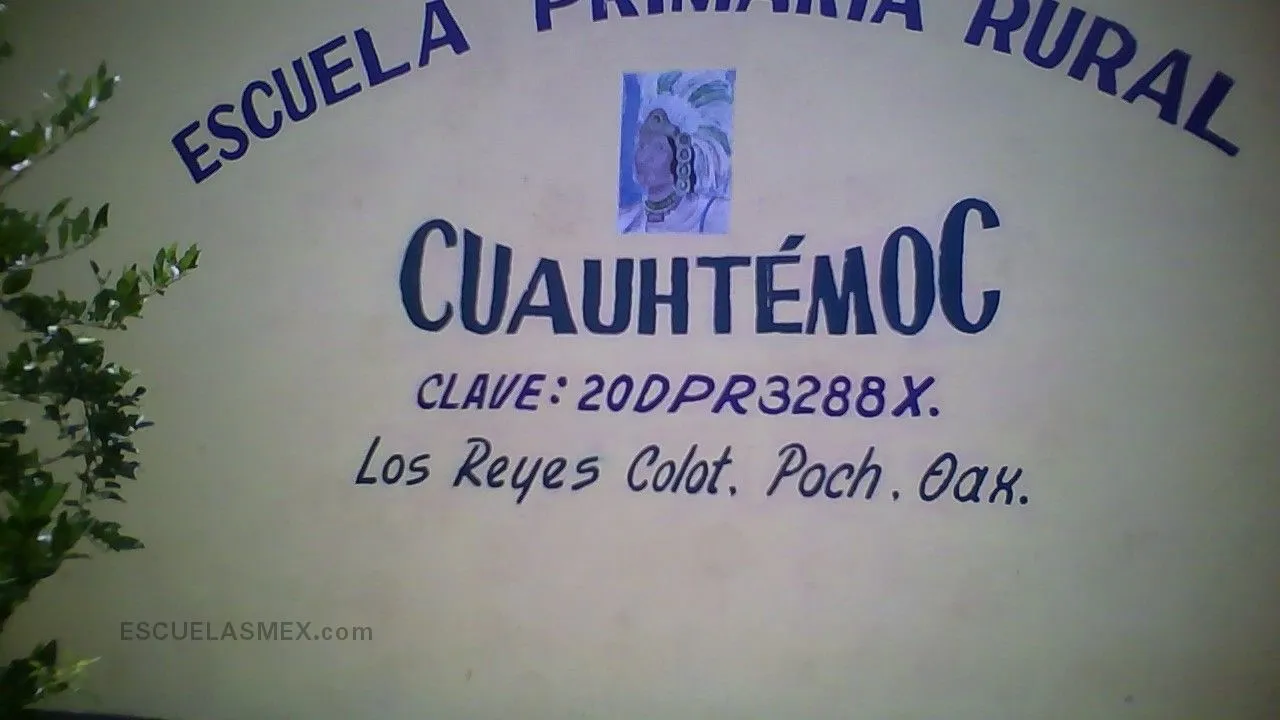 ESCUELA PRIMARIA RURAL
CUAUHTÉMOC
CLAVE: 20DPR3288X.
Los Reyes Colot. Poch. Oax.
ESCUELASMEX.com